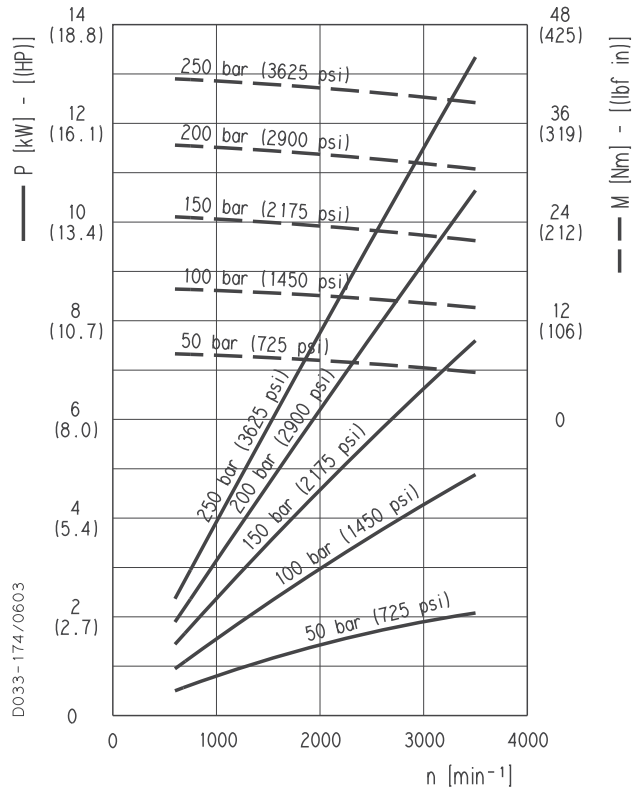 14
(18.8)
12
(16.1)
10
(13.4)
8
(10.7)
6
(8.0)
4
(5.4)
2
(2.7)
0
P [kW] - [(HP)]
48
(425)
36
(319)
24
(212)
12
(106)
0
M [Nm] - [(lbf in)]
250 bar (3625 psi)
200 bar (2900 psi)
150 bar (2175 psi)
100 bar (1450 psi)
50 bar (725 psi)
250 bar (3625 psi)
200 bar (2900 psi)
150 bar (2175 psi)
100 bar (1450 psi)
50 bar (725 psi)
D033-174/0603
0
1000
2000
3000
4000
n [min⁻¹]